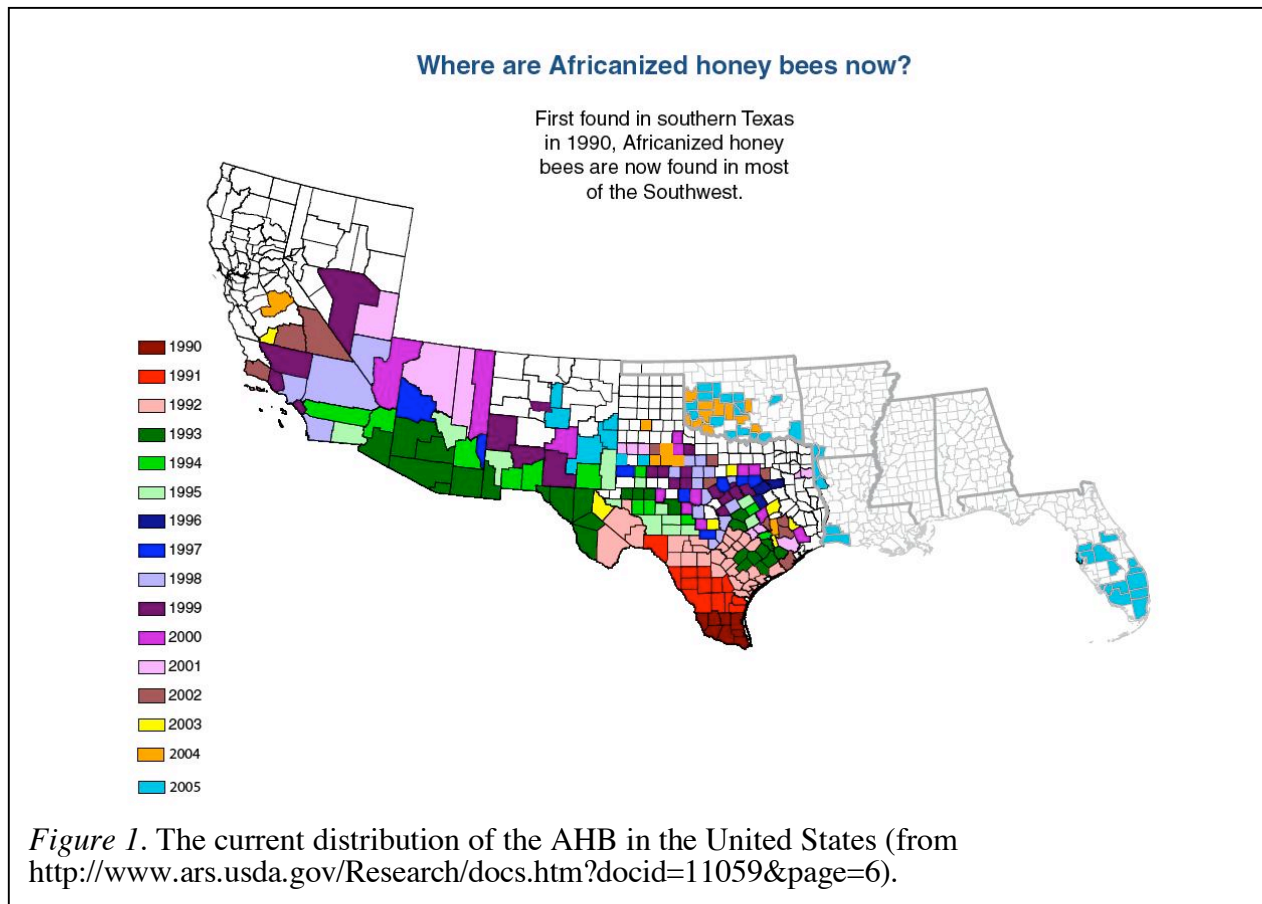 Where are Africanized honey bees now?
First found in southern Texas
in 1990, Africanized honey
bees are now found in most
of the Southwest.
1990
1991
1992
1993
1994
1995
1996
1997
1998
1999
2000
2001
2002
2003
2004
2005
Figure 1. The current distribution of the AHB in the United States (from
http://www.ars.usda.gov/Research/docs.htm?docid=11059&page=6).